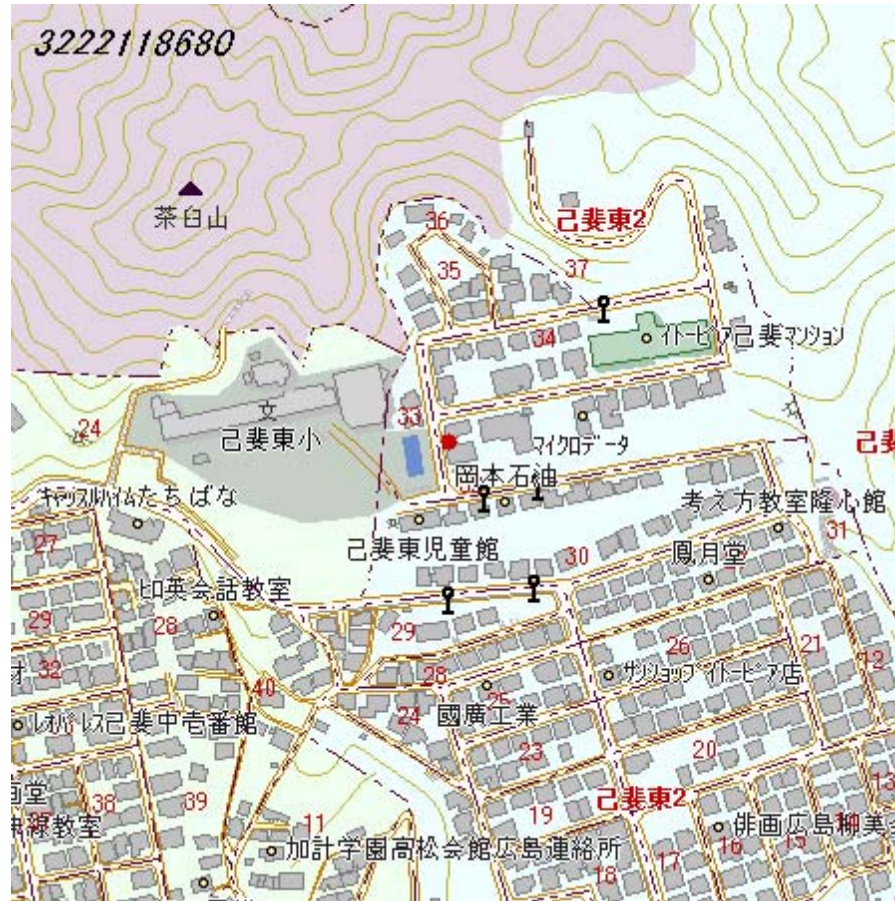 3222118680
茶臼山
己斐東2
36
35
37
34
イトーピア己斐マンション
文
33
24
己斐東小
マイクロデータ
己斐
岡本石油
キャッスルハイムたちばな
考え方教室隆心館
31
27
己斐東児童館
30
鳳月堂
ヒロ英会話教室
29
28
29
21
12
26
32
オ
28
サンショップイトーピア店
40
25
24
國廣工業
レオパレス己斐中壱番館
23
20
13
画堂
己斐東2
38
39
19
11
俳画広島柳美会
線教室
加計学園高松会館広島連絡所
17
16
15
18